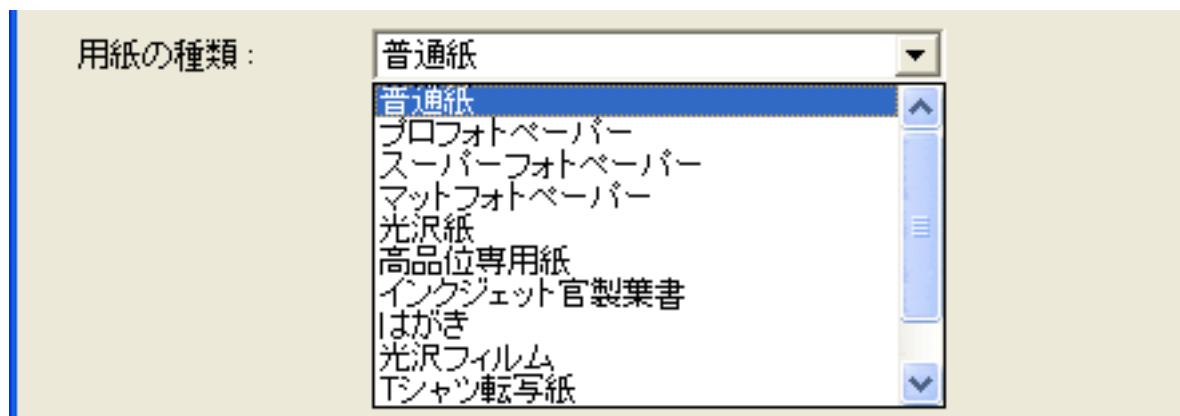 用紙の種類： 普通紙
普通紙
プロフォトペーパー
スーパーフォトペーパー
マットフォトペーパー
光沢紙
高品位専用紙
インクジェット官製葉書
はがき
光沢フィルム
Tシャツ転写紙